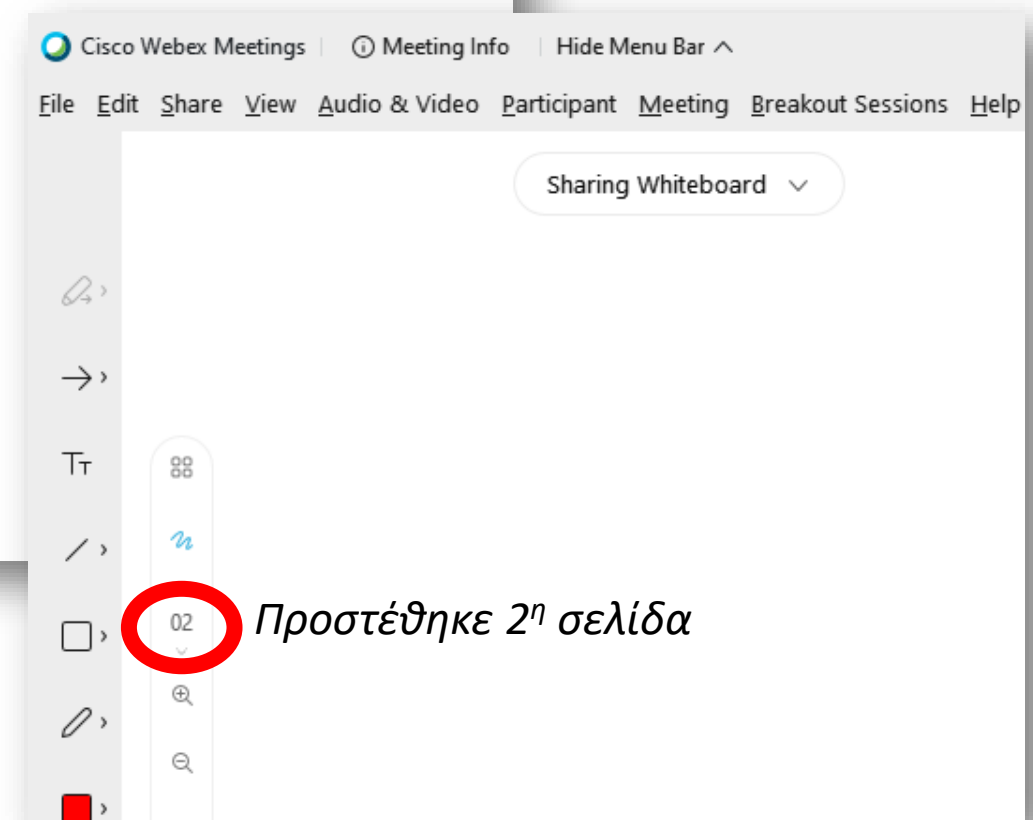 Cisco Webex Meetings Meeting Info Hide Menu Bar
File Edit Share View Audio & Video Participant Meeting Breakout Sessions Help
Sharing Whiteboard
Tт
02
Προστέθηκε 2η σελίδα